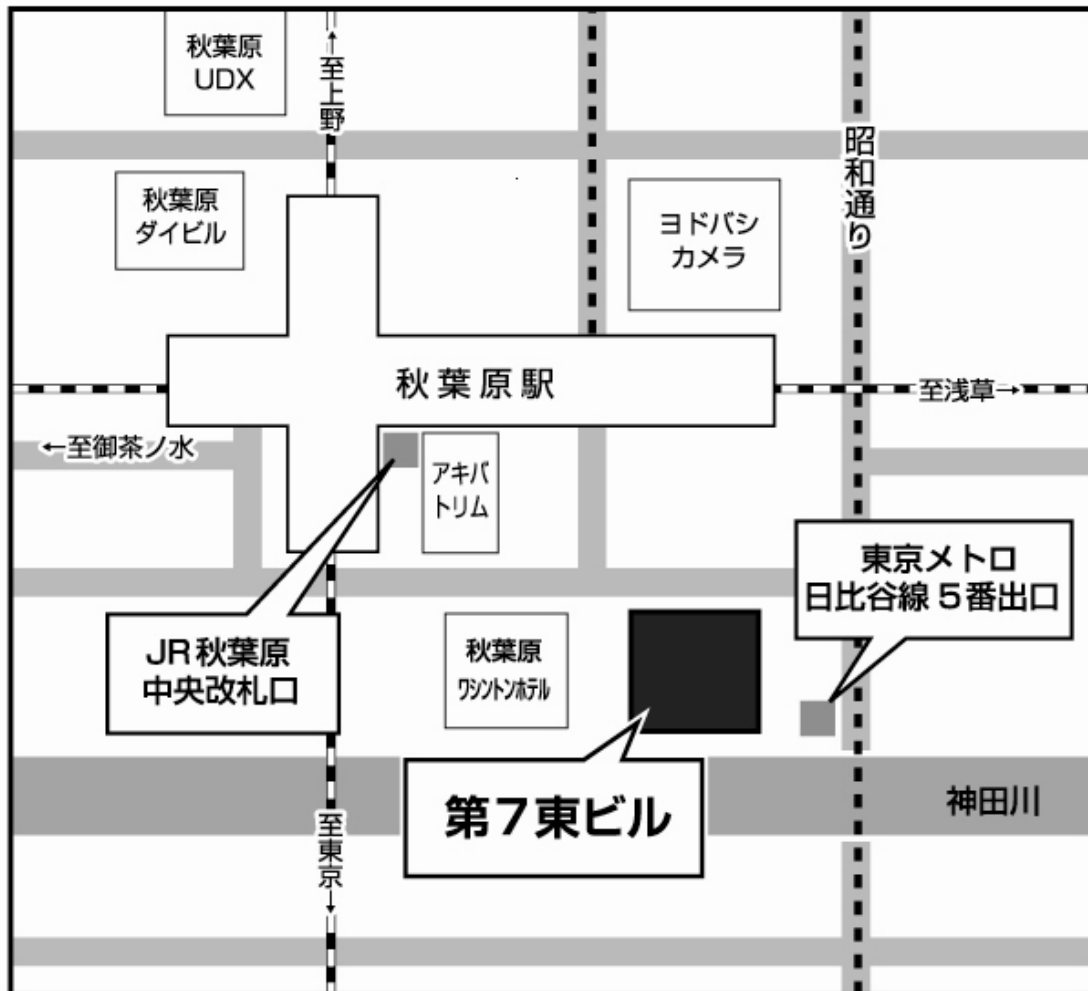 秋葉原
UDX
←至上野
昭和通り
秋葉原
ダイビル
ヨドバシ
カメラ
秋葉原駅
至浅草→
←至御茶ノ水
アキバ
トリム
東京メトロ
日比谷線5番出口
JR秋葉原
中央改札口
秋葉原
ワシントンホテル
第7東ビル
神田川
至東京→